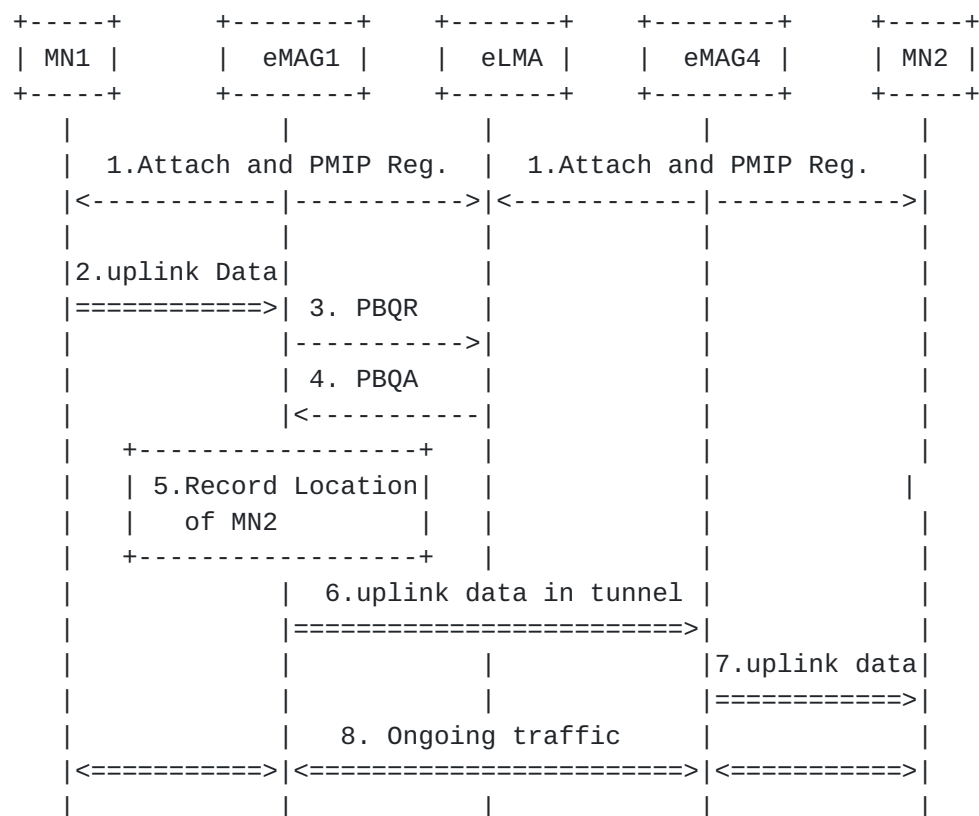 MN1 eMAG1 eLMA eMAG4 MN2
1.Attach and PMIP Reg. 1.Attach and PMIP Reg.
2.uplink Data
3. PBQR
4. PBQA
5.Record Location
of MN2
6.uplink data in tunnel
7.uplink data
8. Ongoing traffic